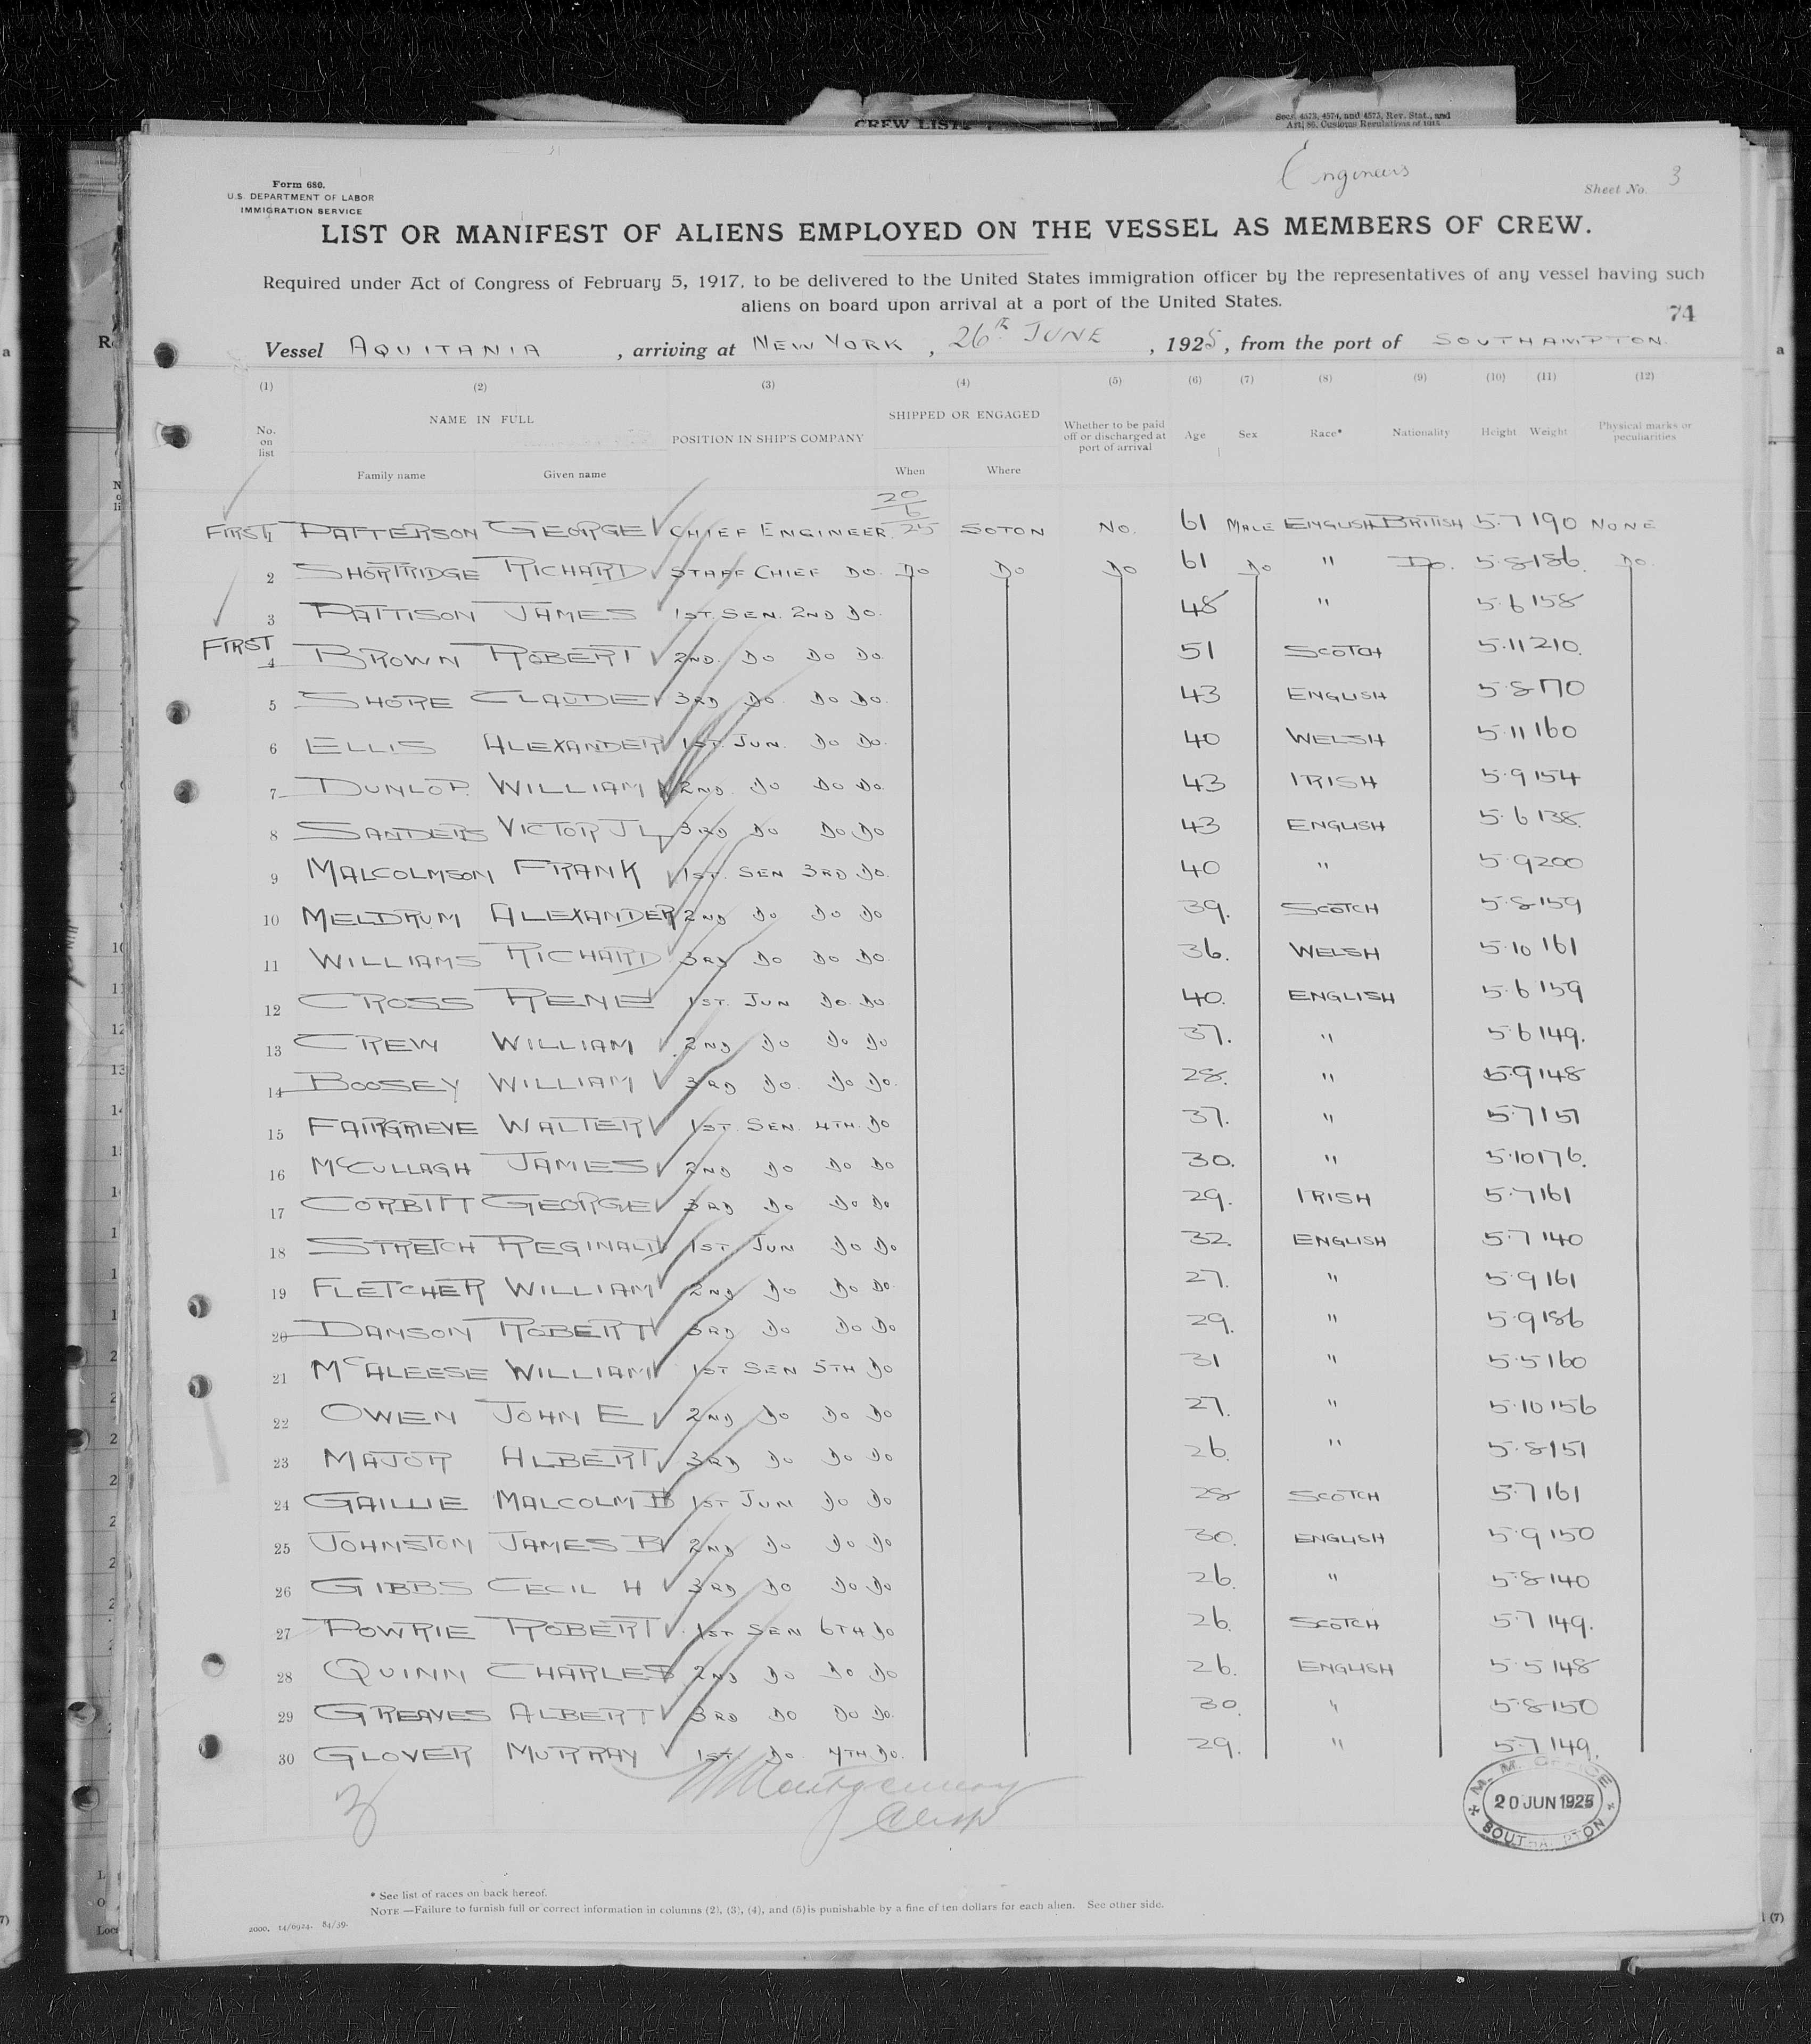 CREW LIST
Secs. 4573, 4574, and 4575, Rev. Stat., and
Art. 86, Customs Regulations of 1915
Engineers
Form 680.
U.S. DEPARTMENT OF LABOR
IMMIGRATION SERVICE
Sheet No. 3
LIST OR MANIFEST OF ALIENS EMPLOYED ON THE VESSEL AS MEMBERS OF CREW.
Required under Act of Congress of February 5, 1917, to be delivered to the United States immigration officer by the representatives of any vessel having such
aliens on board upon arrival at a port of the United States.
74
Vessel AQUITANIA, arriving at NEW YORK, 26th JUNE, 1925, from the port of SOUTHAMPTON.
(1) (2) (3) (4) (5) (6) (7) (8) (9) (10) (11) (12)
No. on list NAME IN FULL Family name Given name POSITION IN SHIP'S COMPANY SHIPPED OR ENGAGED When Where Whether to be paid off or discharged at port of arrival Age Sex Race* Nationality Height Weight Physical marks or peculiarities
FIRST 1 PATTERSON GEORGE CHIEF ENGINEER. 20/6/25 SOTON NO. 61 MALE ENGLISH BRITISH 5.7 190 NONE
2 SHORTRIDGE RICHARD STAFF CHIEF DO. DO DO DO 61 DO " DO. 5.8 186. DO.
3 PATTISON JAMES 1ST. SEN. 2ND DO. 48 " 5.6 158
FIRST 4 BROWN ROBERT 2ND. DO DO DO 51 SCOTCH 5.11 210.
5 SHORE CLAUDE 3RD DO. DO DO. 43 ENGLISH 5.8 170
6 ELLIS ALEXANDER 1ST. JUN. DO DO. 40 WELSH 5.11 160
7 DUNLOP. WILLIAM 2ND. DO DO DO. 43 IRISH 5.9 154
8 SANDERS VICTOR J L 3RD DO DO DO 43 ENGLISH 5.6 138.
9 MALCOLMSON FRANK 1ST. SEN 3RD DO. 40 " 5.9 200
10 MELDRUM ALEXANDER 2ND DO DO DO 39. SCOTCH 5.8 159
11 WILLIAMS RICHARD 3RD DO DO DO. 36. WELSH 5.10 161
12 CROSS RENE 1ST. JUN DO. DO. 40. ENGLISH 5.6 159
13 CREW WILLIAM 2ND DO DO DO 37. " 5.6 149.
14 BOOSEY WILLIAM 3RD DO. DO DO. 28. " 5.9 148
15 FAIRGRIEVE WALTER 1ST. SEN. 4TH. DO 37. " 5.7 151
16 McCULLAGH JAMES 2ND DO DO DO 30. " 5.10 176.
17 CORBITT GEORGE 3RD DO DO DO 29. IRISH 5.7 161
18 STRETCH REGINALD 1ST. JUN DO DO 32. ENGLISH 5.7 140
19 FLETCHER WILLIAM 2ND DO DO DO. 27. " 5.9 161
20 DAMSON ROBERT 3RD DO DO DO 29. " 5.9 186
21 McALEESE WILLIAM 1ST SEN 5TH DO 31 " 5.5 160
22 OWEN JOHN E 2ND DO DO DO 27. " 5.10 156
23 MAJOR ALBERT 3RD DO DO DO 26. " 5.8 151
24 GAILLIE MALCOLM B 1ST JUN DO DO 28 SCOTCH 5.7 161
25 JOHNSTON JAMES B 2ND DO DO DO 30. ENGLISH 5.9 150
26 GIBBS CECIL H 3RD DO DO DO 26. " 5.8 140
27 POWRIE ROBERT 1ST SEN 6TH DO 26. SCOTCH 5.7 149.
28 QUINN CHARLES 2ND DO DO DO 26. ENGLISH 5.5 148
29 GREAVES ALBERT 3RD DO DO DO. 30. " 5.8 150
30 GLOVER MURRAY 1ST. DO. 7TH DO. 29. " 5.7 149.
W Montgomery
M. M. OFFICE
20 JUN 1925
SOUTHAMPTON
* See list of races on back hereof.
NOTE.—Failure to furnish full or correct information in columns (2), (3), (4), and (5) is punishable by a fine of ten dollars for each alien. See other side.
2000. 14/6924. 84/39.